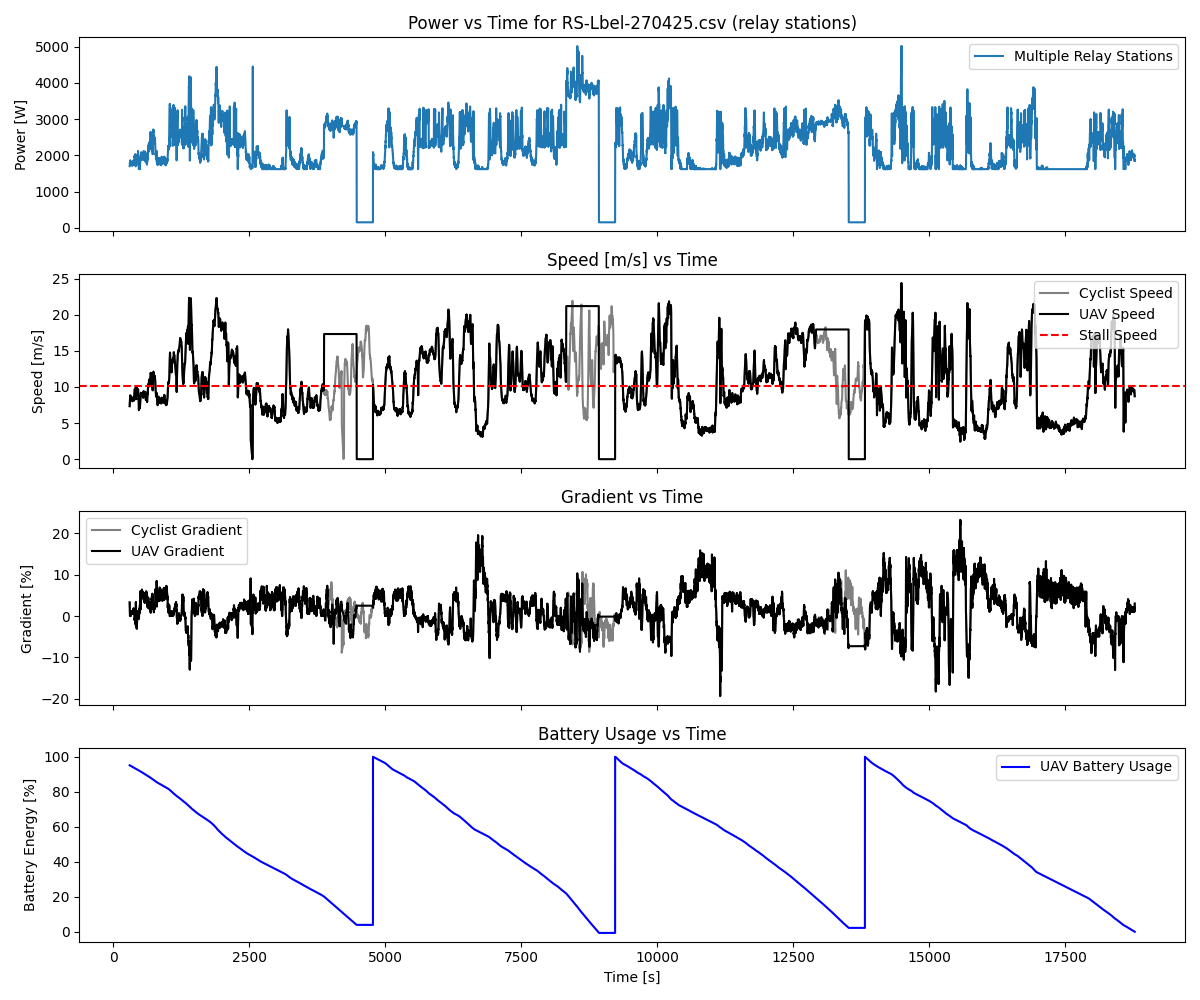 Power vs Time for RS-Lbel-270425.csv (relay stations)
Power [W]
5000
4000
3000
2000
1000
0
Multiple Relay Stations
Speed [m/s] vs Time
Speed [m/s]
25
20
15
10
5
0
Cyclist Speed
UAV Speed
Stall Speed
Gradient vs Time
Gradient [%]
20
10
0
−10
−20
Cyclist Gradient
UAV Gradient
Battery Usage vs Time
Battery Energy [%]
100
80
60
40
20
0
UAV Battery Usage
0 2500 5000 7500 10000 12500 15000 17500
Time [s]